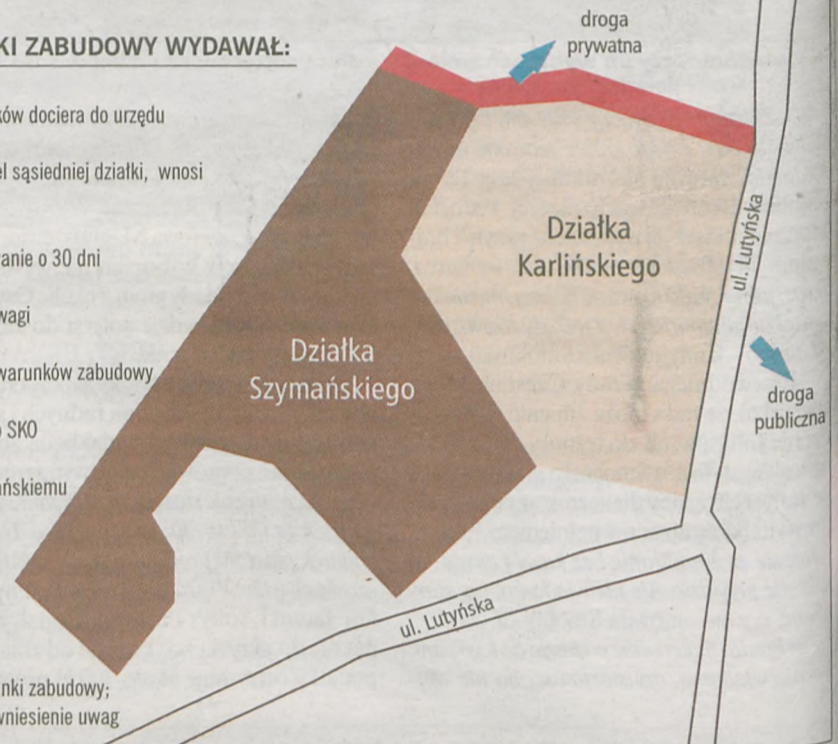 KI ZABUDOWY WYDAWAŁ:
ków dociera do urzędu
el sąsiedniej działki, wnosi
anie o 30 dni
wagi
warunków zabudowy
o SKO
ańskiemu
nki zabudowy;
wniesienie uwag
droga
prywatna
Działka
Karlińskiego
ul. Lutyńska
Działka
Szymańskiego
droga
publiczna
ul. Lutyńska